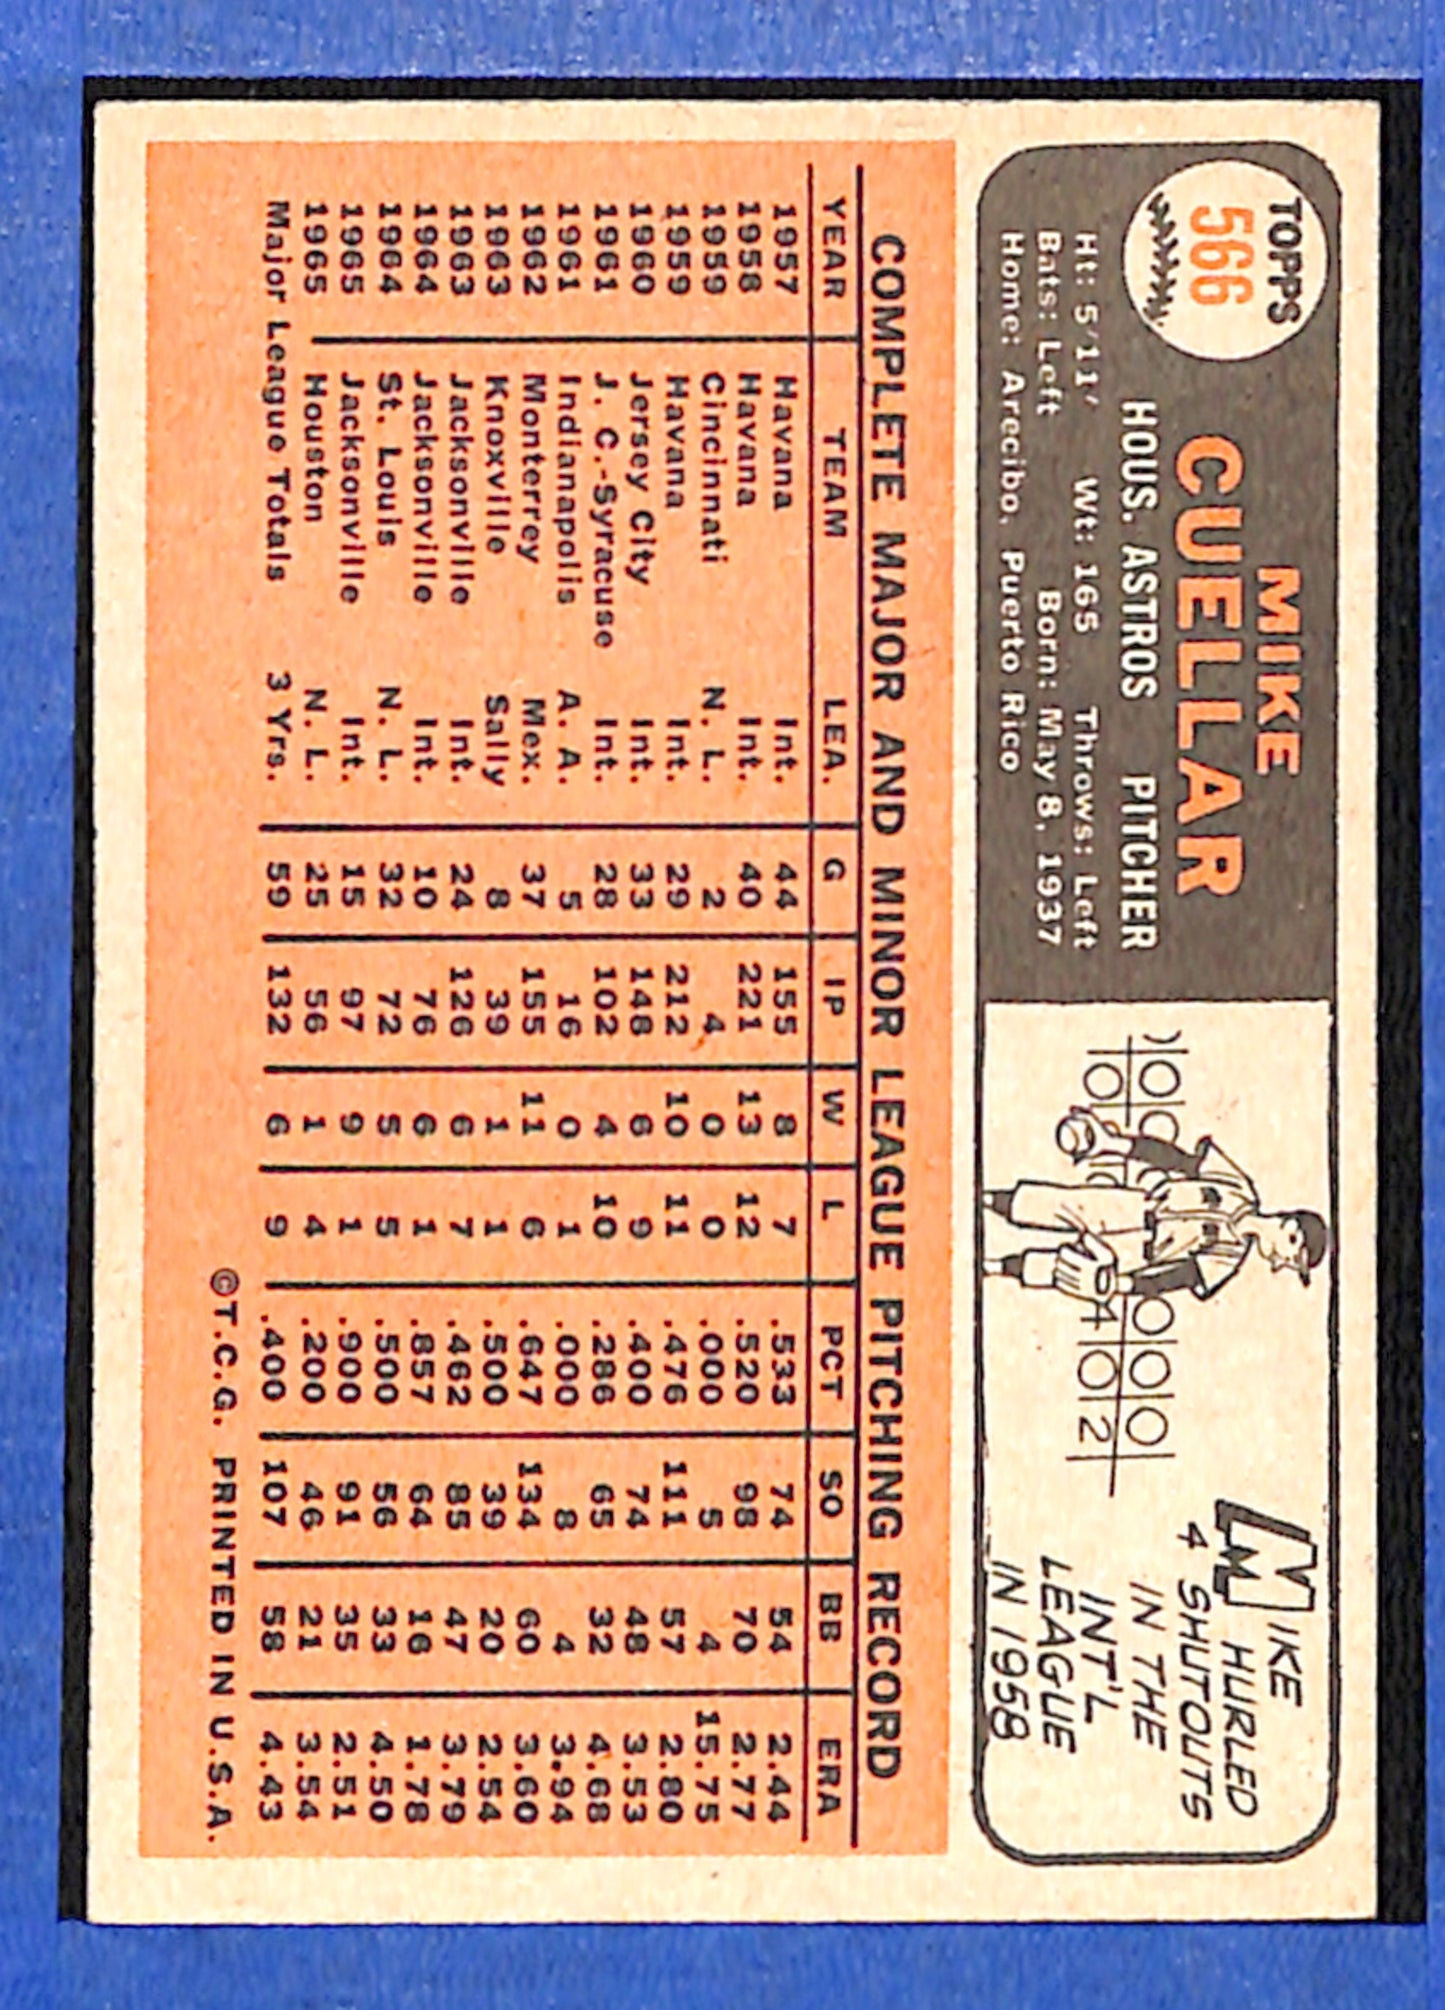 TOPPS
566
MIKE
CUELLAR
HOUS. ASTROS PITCHER
Ht: 5'11" Wt: 165 Throws: Left
Bats: Left Born: May 8, 1937
Home: Arecibo, Puerto Rico
MIKE HURLED
4 SHUTOUTS
IN THE
INT'L
LEAGUE
IN 1958
0 0 0 0
0 4 0 2
M
COMPLETE MAJOR AND MINOR LEAGUE PITCHING RECORD
YEAR TEAM LEA. G IP W L PCT SO BB ERA
1957 Havana Int. 44 155 8 7 .533 74 54 2.44
1958 Havana Int. 40 221 13 12 .520 98 70 2.77
1959 Cincinnati N. L. 2 4 0 0 .000 5 4 15.75
1959 Havana Int. 29 212 10 11 .476 111 57 2.80
1960 Jersey City Int. 33 148 6 9 .400 74 48 3.53
1961 J. C.-Syracuse Int. 28 102 4 10 .286 65 32 4.68
1961 Indianapolis A. A. 5 16 0 1 .000 8 4 3.94
1962 Monterrey Mex. 37 155 11 6 .647 134 60 3.60
1963 Knoxville Sally 8 39 1 1 .500 39 20 2.54
1963 Jacksonville Int. 24 126 6 7 .462 85 47 3.79
1964 Jacksonville Int. 10 76 6 1 .857 64 16 1.78
1964 St. Louis N. L. 32 72 5 5 .500 56 33 4.50
1965 Jacksonville Int. 15 97 9 1 .900 91 35 2.51
1965 Houston N. L. 25 56 1 4 .200 46 21 3.54
Major League Totals 3 Yrs. 59 132 6 9 .400 107 58 4.43
©T.C.G. PRINTED IN U.S.A.